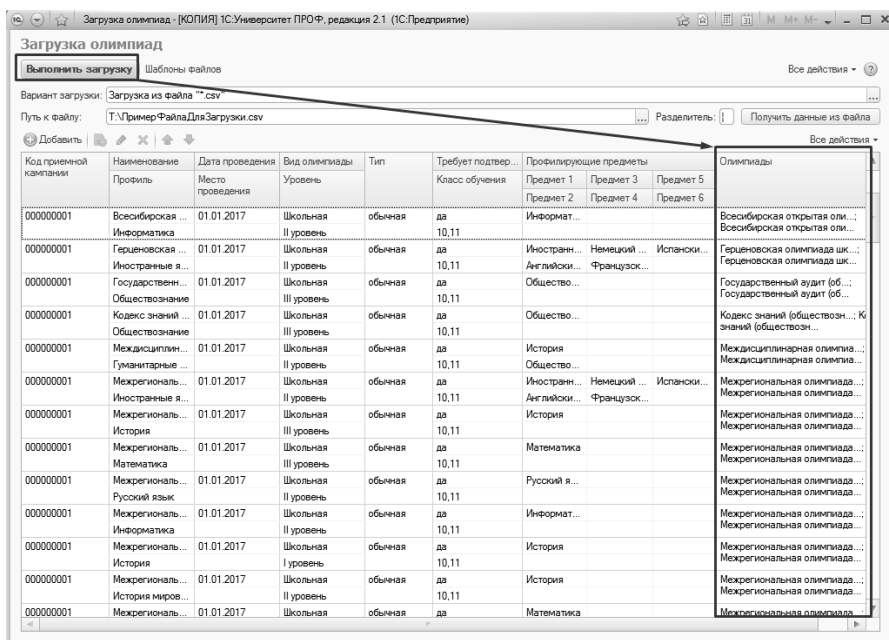 Загрузка олимпиад - [КОПИЯ] 1С:Университет ПРОФ, редакция 2.1 (1С:Предприятие)
M M+ M-
Загрузка олимпиад
Выполнить загрузку Шаблоны файлов Все действия
Вариант загрузки: Загрузка из файла "*.csv" ...
Путь к файлу: T:\ПримерФайлаДляЗагрузки.csv ... Разделитель: ¦ Получить данные из файла
Добавить Все действия
Код приемной кампании Наименование Дата проведения Вид олимпиады Тип Требует подтвер... Профилирующие предметы Олимпиады
Профиль Место проведения Уровень Класс обучения Предмет 1 Предмет 3 Предмет 5
Предмет 2 Предмет 4 Предмет 6
000000001 Всесибирская ... 01.01.2017 Школьная обычная да Информат... Всесибирская открытая оли...;
Информатика II уровень 10,11 Всесибирская открытая оли...
000000001 Герценовская ... 01.01.2017 Школьная обычная да Иностранн... Немецкий ... Испански... Герценовская олимпиада шк...;
Иностранные я... II уровень 10,11 Английски... Французск... Герценовская олимпиада шк...
000000001 Государственн... 01.01.2017 Школьная обычная да Общество... Государственный аудит (об...;
Обществознание III уровень 10,11 Государственный аудит (об...
000000001 Кодекс знаний ... 01.01.2017 Школьная обычная да Общество... Кодекс знаний (обществозн...; Ко
Обществознание III уровень 10,11 знаний (обществозн...
000000001 Междисциплин... 01.01.2017 Школьная обычная да История Междисциплинарная олимпиа...;
Гуманитарные ... II уровень 10,11 Общество... Междисциплинарная олимпиа...
000000001 Межрегиональ... 01.01.2017 Школьная обычная да Иностранн... Немецкий ... Испански... Межрегиональная олимпиада...;
Иностранные я... II уровень 10,11 Английски... Французск... Межрегиональная олимпиада...
000000001 Межрегиональ... 01.01.2017 Школьная обычная да История Межрегиональная олимпиада...;
История III уровень 10,11 Межрегиональная олимпиада...
000000001 Межрегиональ... 01.01.2017 Школьная обычная да Математика Межрегиональная олимпиада...;
Математика III уровень 10,11 Межрегиональная олимпиада...
000000001 Межрегиональ... 01.01.2017 Школьная обычная да Русский я... Межрегиональная олимпиада...;
Русский язык II уровень 10,11 Межрегиональная олимпиада...
000000001 Межрегиональ... 01.01.2017 Школьная обычная да Информат... Межрегиональная олимпиада...;
Информатика II уровень 10,11 Межрегиональная олимпиада...
000000001 Межрегиональ... 01.01.2017 Школьная обычная да История Межрегиональная олимпиада...;
История I уровень 10,11 Межрегиональная олимпиада...
000000001 Межрегиональ... 01.01.2017 Школьная обычная да История Межрегиональная олимпиада...;
История миров... II уровень 10,11 Межрегиональная олимпиада...
000000001 Межрегиональ... 01.01.2017 Школьная обычная да Математика Межрегиональная олимпиада...;